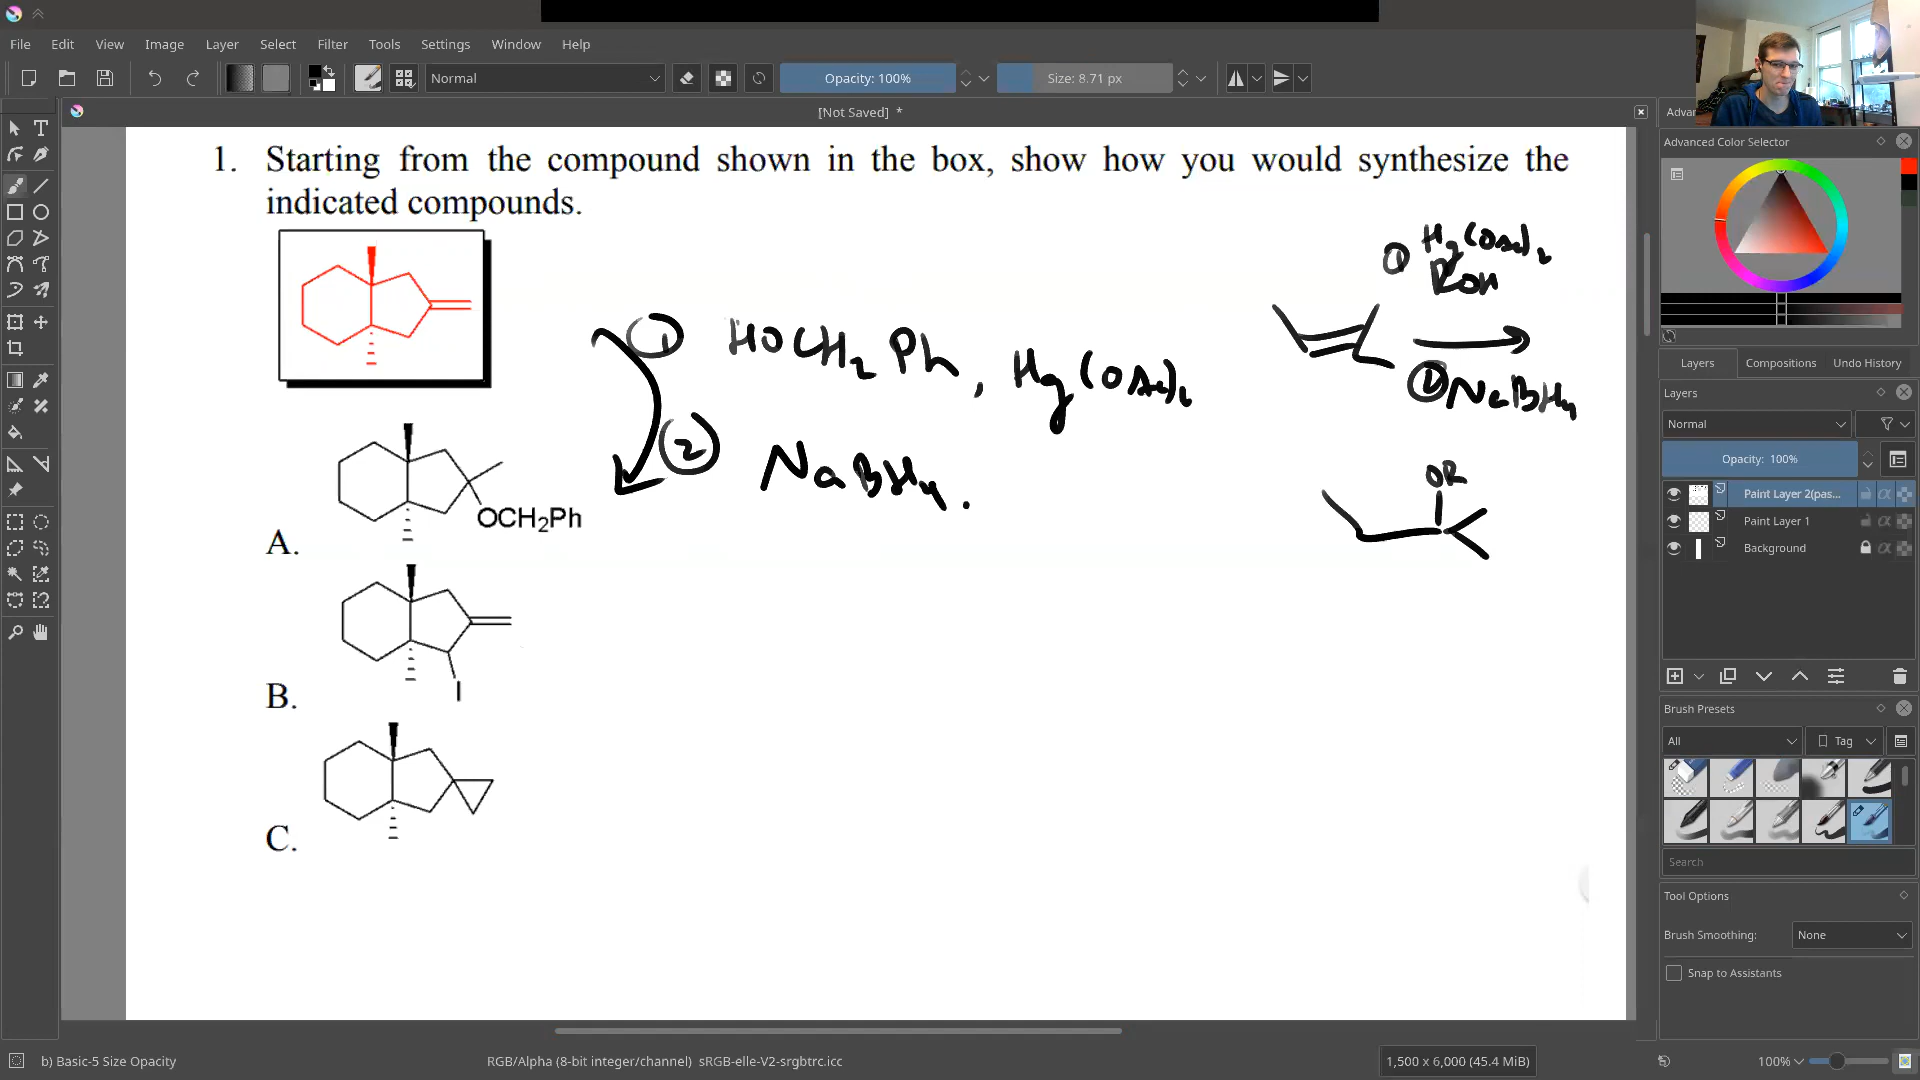 File Edit View Image Layer Select Filter Tools Settings Window Help
Normal
Opacity: 100%
Size: 8.71 px
[Not Saved] *
Advanced Color Selector
1. Starting from the compound shown in the box, show how you would synthesize the
indicated compounds.
① Hg(OAc)2
ROH
① HOCH2Ph, Hg(OAc)2
② NaBH4
② NaBH4.
OR
OCH2Ph
A.
I
B.
C.
Layers Compositions Undo History
Layers
Normal
Opacity: 100%
Paint Layer 2(pas...
Paint Layer 1
Background
Brush Presets
All
Tag
Search
Tool Options
Brush Smoothing: None
Snap to Assistants
b) Basic-5 Size Opacity
RGB/Alpha (8-bit integer/channel) sRGB-elle-V2-srgbtrc.icc
1,500 x 6,000 (45.4 MiB)
100%